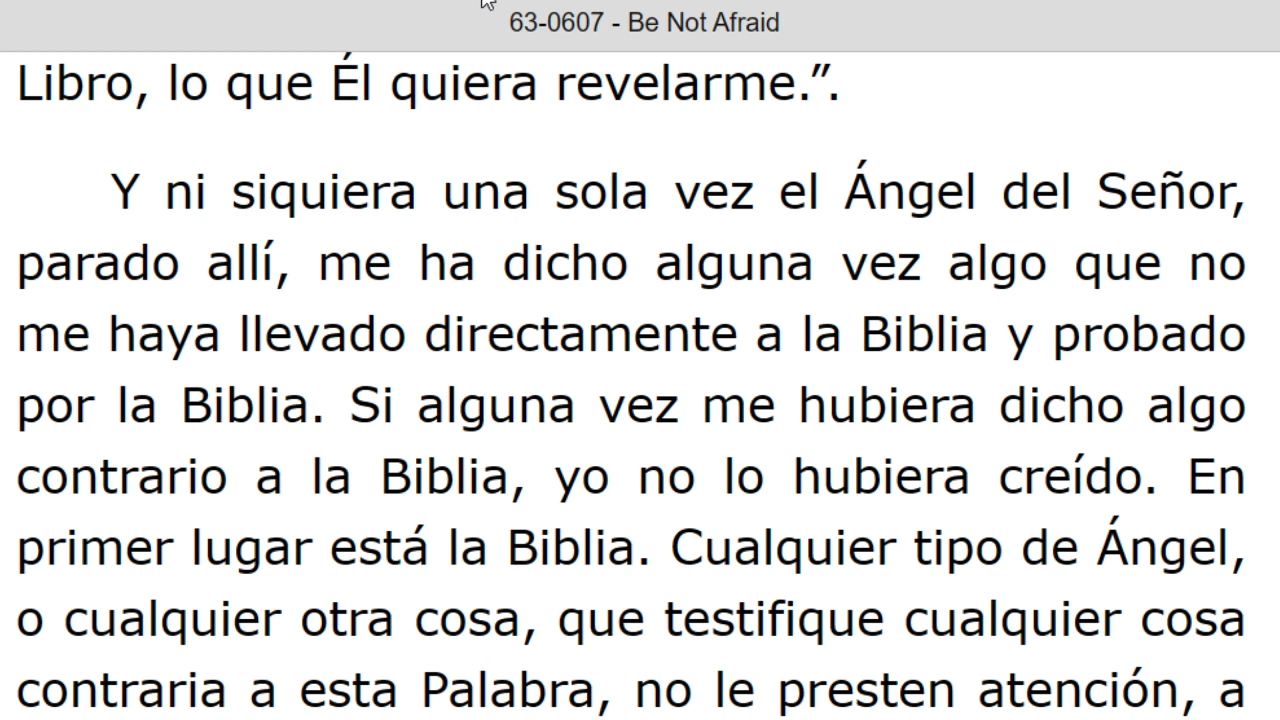 63-0607 - Be Not Afraid
Libro, lo que Él quiera revelarme.”.
Y ni siquiera una sola vez el Ángel del Señor,
parado allí, me ha dicho alguna vez algo que no
me haya llevado directamente a la Biblia y probado
por la Biblia. Si alguna vez me hubiera dicho algo
contrario a la Biblia, yo no lo hubiera creído. En
primer lugar está la Biblia. Cualquier tipo de Ángel,
o cualquier otra cosa, que testifique cualquier cosa
contraria a esta Palabra, no le presten atención, a